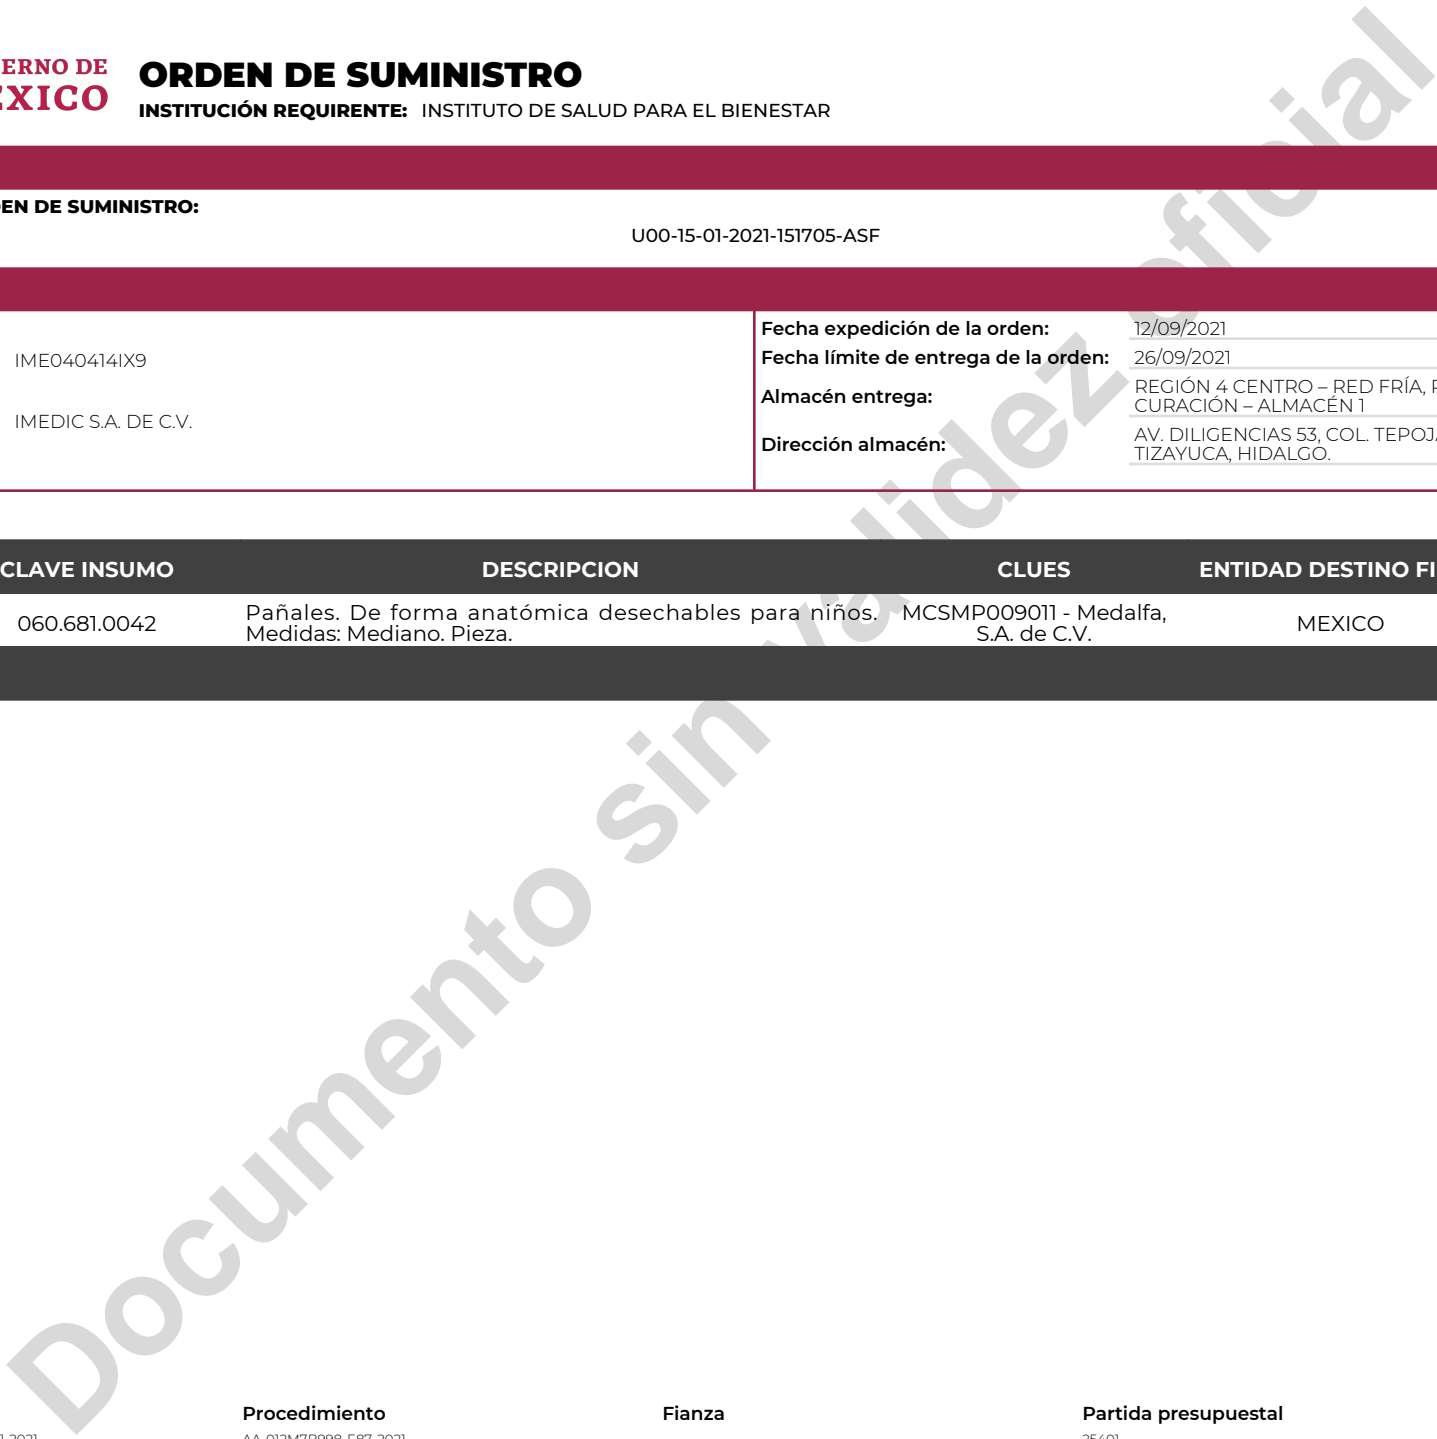 ERNO DE
ORDEN DE SUMINISTRO
XICO
INSTITUCIÓN REQUIRENTE: INSTITUTO DE SALUD PARA EL BIENESTAR
EN DE SUMINISTRO:
U00-15-01-2021-151705-ASF
Fecha expedición de la orden: 12/09/2021
IME040414IX9
Fecha límite de entrega de la orden: 26/09/2021
Almacén entrega: REGIÓN 4 CENTRO – RED FRÍA,
CURACIÓN – ALMACÉN 1
IMEDIC S.A. DE C.V.
Dirección almacén: AV. DILIGENCIAS 53, COL. TEPOJ
TIZAYUCA, HIDALGO.
CLAVE INSUMO DESCRIPCION CLUES ENTIDAD DESTINO FI
060.681.0042 Pañales. De forma anatómica desechables para niños. MCSMP009011 - Medalfa, MEXICO
Medidas: Mediano. Pieza. S.A. de C.V.
Documento sin validez oficial
Procedimiento Fianza Partida presupuestal